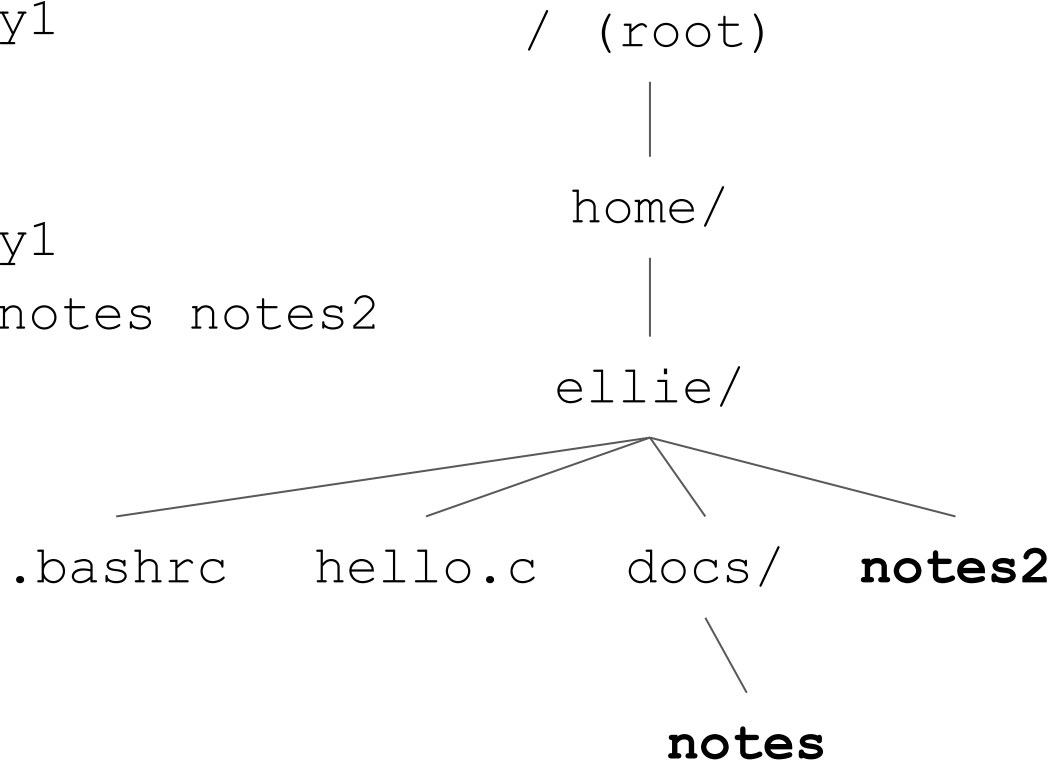 y1
/ (root)
home/
y1
notes notes2
ellie/
.bashrc hello.c docs/ notes2
notes